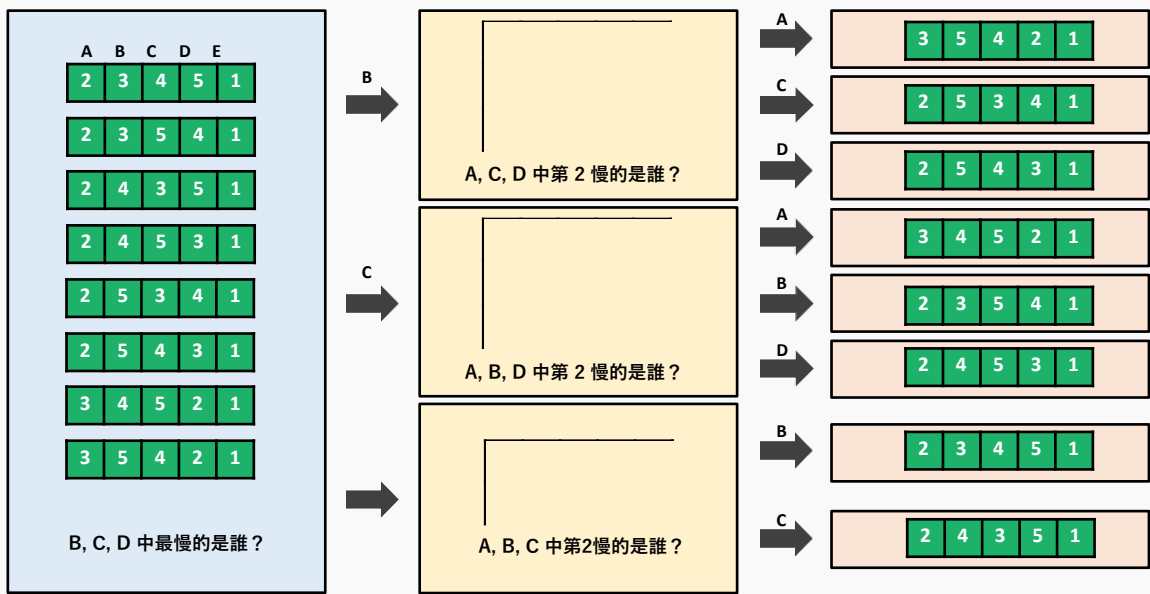 A B C D E
2 3 4 5 1
2 3 5 4 1
2 4 3 5 1
2 4 5 3 1
2 5 3 4 1
2 5 4 3 1
3 4 5 2 1
3 5 4 2 1
B, C, D 中最慢的是誰？
B
A, C, D 中第 2 慢的是誰？
A
3 5 4 2 1
C
2 5 3 4 1
D
2 5 4 3 1
C
A, B, D 中第 2 慢的是誰？
A
3 4 5 2 1
B
2 3 5 4 1
D
2 4 5 3 1
A, B, C 中第2慢的是誰？
B
2 3 4 5 1
C
2 4 3 5 1